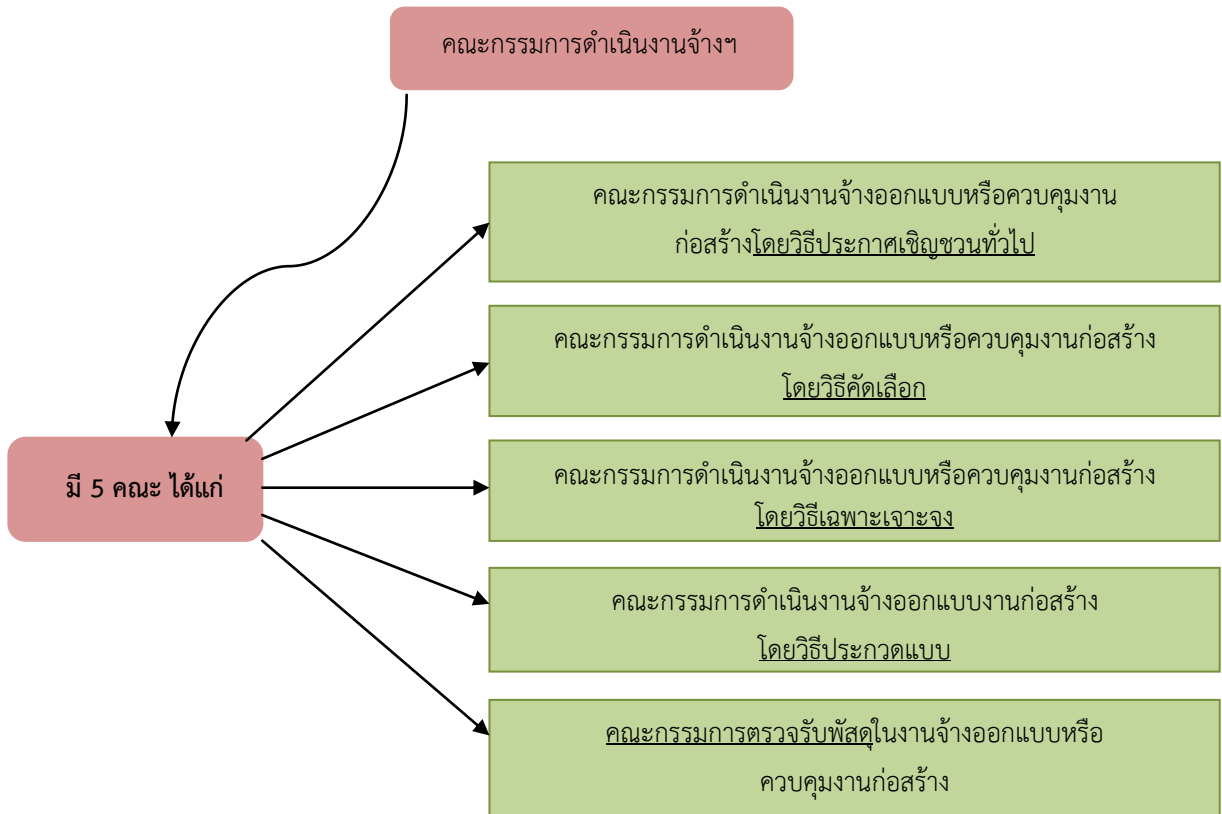 คณะกรรมการดำเนินงานจ้างฯ
คณะกรรมการดำเนินงานจ้างออกแบบหรือควบคุมงาน
ก่อสร้างโดยวิธีประกาศเชิญชวนทั่วไป
คณะกรรมการดำเนินงานจ้างออกแบบหรือควบคุมงานก่อสร้าง
โดยวิธีคัดเลือก
มี 5 คณะ ได้แก่
คณะกรรมการดำเนินงานจ้างออกแบบหรือควบคุมงานก่อสร้าง
โดยวิธีเฉพาะเจาะจง
คณะกรรมการดำเนินงานจ้างออกแบบงานก่อสร้าง
โดยวิธีประกวดแบบ
คณะกรรมการตรวจรับพัสดุในงานจ้างออกแบบหรือ
ควบคุมงานก่อสร้าง